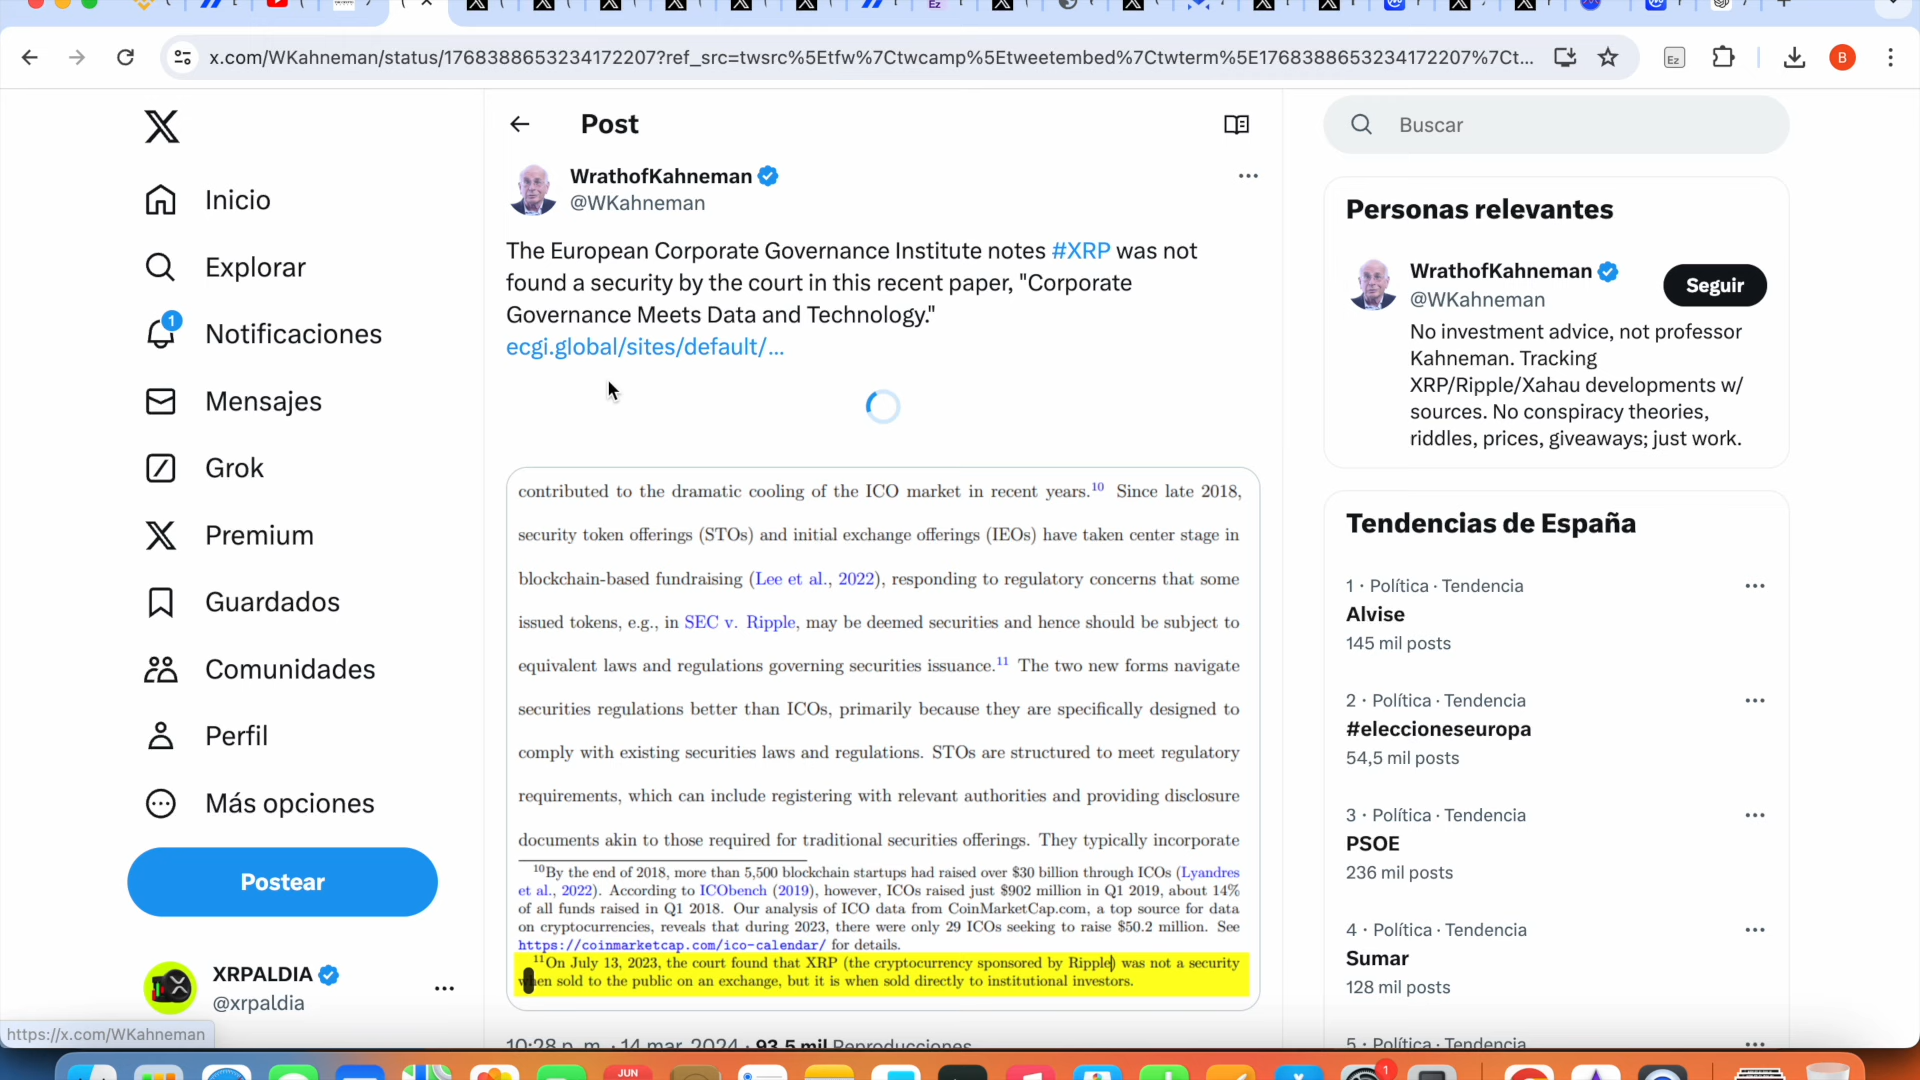 x.com/WKahneman/status/1768388653234172207?ref_src=twsrc%5Etfw%7Ctwcamp%5Etweetembed%7Ctwterm%5E1768388653234172207%7Ct...
Ez
B
Inicio
Explorar
1
Notificaciones
Mensajes
Grok
Premium
Guardados
Comunidades
Perfil
Más opciones
Postear
XRPALDIA
@xrpaldia
https://x.com/WKahneman
Post
WrathofKahneman
@WKahneman
The European Corporate Governance Institute notes #XRP was not
found a security by the court in this recent paper, "Corporate
Governance Meets Data and Technology."
ecgi.global/sites/default/...
contributed to the dramatic cooling of the ICO market in recent years.10 Since late 2018,
security token offerings (STOs) and initial exchange offerings (IEOs) have taken center stage in
blockchain-based fundraising (Lee et al., 2022), responding to regulatory concerns that some
issued tokens, e.g., in SEC v. Ripple, may be deemed securities and hence should be subject to
equivalent laws and regulations governing securities issuance.11 The two new forms navigate
securities regulations better than ICOs, primarily because they are specifically designed to
comply with existing securities laws and regulations. STOs are structured to meet regulatory
requirements, which can include registering with relevant authorities and providing disclosure
documents akin to those required for traditional securities offerings. They typically incorporate
10By the end of 2018, more than 5,500 blockchain startups had raised over $30 billion through ICOs (Lyandres
et al., 2022). According to ICObench (2019), however, ICOs raised just $902 million in Q1 2019, about 14%
of all funds raised in Q1 2018. Our analysis of ICO data from CoinMarketCap.com, a top source for data
on cryptocurrencies, reveals that during 2023, there were only 29 ICOs seeking to raise $50.2 million. See
https://coinmarketcap.com/ico-calendar/ for details.
11On July 13, 2023, the court found that XRP (the cryptocurrency sponsored by Ripple) was not a security
when sold to the public on an exchange, but it is when sold directly to institutional investors.
10:28 p. m. · 14 mar. 2024 · 93,5 mil Reproducciones
Buscar
Personas relevantes
WrathofKahneman
@WKahneman
Seguir
No investment advice, not professor
Kahneman. Tracking
XRP/Ripple/Xahau developments w/
sources. No conspiracy theories,
riddles, prices, giveaways; just work.
Tendencias de España
1 · Política · Tendencia
Alvise
145 mil posts
2 · Política · Tendencia
#eleccioneseuropa
54,5 mil posts
3 · Política · Tendencia
PSOE
236 mil posts
4 · Política · Tendencia
Sumar
128 mil posts
5 · Política · Tendencia
JUN
1